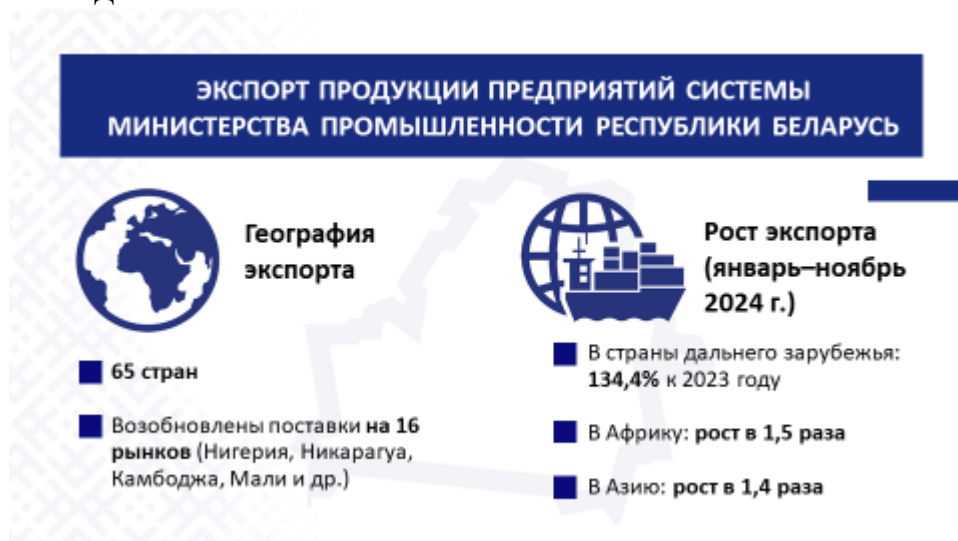 ЭКСПОРТ ПРОДУКЦИИ ПРЕДПРИЯТИЙ СИСТЕМЫ
МИНИСТЕРСТВА ПРОМЫШЛЕННОСТИ РЕСПУБЛИКИ БЕЛАРУСЬ
География
экспорта
65 стран
Возобновлены поставки на 16
рынков (Нигерия, Никарагуа,
Камбоджа, Мали и др.)
Рост экспорта
(январь–ноябрь
2024 г.)
В страны дальнего зарубежья:
134,4% к 2023 году
В Африку: рост в 1,5 раза
В Азию: рост в 1,4 раза